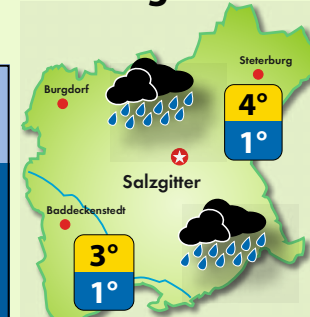 Steterburg
Burgdorf
4°
1°
Salzgitter
Baddeckenstedt
3°
1°